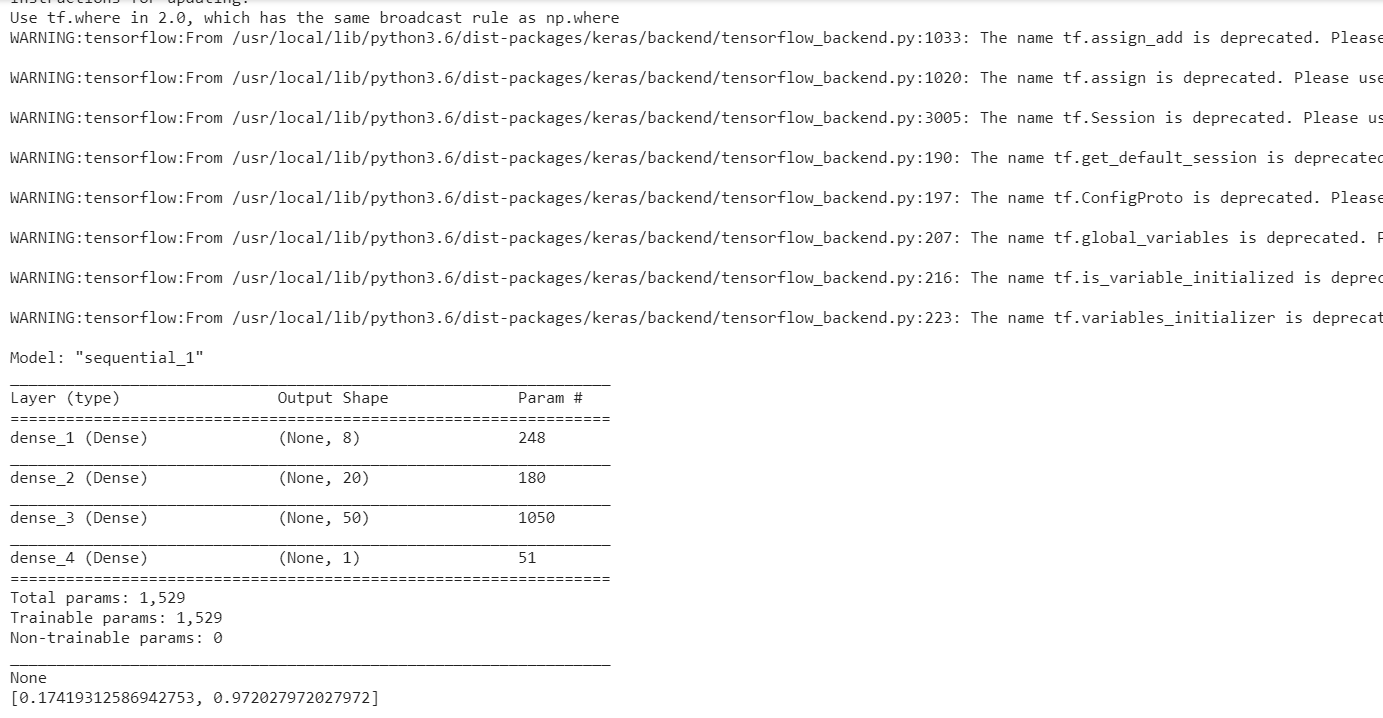 Instructions for updating:
Use tf.where in 2.0, which has the same broadcast rule as np.where
WARNING:tensorflow:From /usr/local/lib/python3.6/dist-packages/keras/backend/tensorflow_backend.py:1033: The name tf.assign_add is deprecated. Please
WARNING:tensorflow:From /usr/local/lib/python3.6/dist-packages/keras/backend/tensorflow_backend.py:1020: The name tf.assign is deprecated. Please use
WARNING:tensorflow:From /usr/local/lib/python3.6/dist-packages/keras/backend/tensorflow_backend.py:3005: The name tf.Session is deprecated. Please us
WARNING:tensorflow:From /usr/local/lib/python3.6/dist-packages/keras/backend/tensorflow_backend.py:190: The name tf.get_default_session is deprecated
WARNING:tensorflow:From /usr/local/lib/python3.6/dist-packages/keras/backend/tensorflow_backend.py:197: The name tf.ConfigProto is deprecated. Please
WARNING:tensorflow:From /usr/local/lib/python3.6/dist-packages/keras/backend/tensorflow_backend.py:207: The name tf.global_variables is deprecated. P
WARNING:tensorflow:From /usr/local/lib/python3.6/dist-packages/keras/backend/tensorflow_backend.py:216: The name tf.is_variable_initialized is deprec
WARNING:tensorflow:From /usr/local/lib/python3.6/dist-packages/keras/backend/tensorflow_backend.py:223: The name tf.variables_initializer is deprecat
Model: "sequential_1"
_________________________________________________________________
Layer (type)                 Output Shape              Param #
=================================================================
dense_1 (Dense)              (None, 8)                 248
_________________________________________________________________
dense_2 (Dense)              (None, 20)                180
_________________________________________________________________
dense_3 (Dense)              (None, 50)                1050
_________________________________________________________________
dense_4 (Dense)              (None, 1)                 51
=================================================================
Total params: 1,529
Trainable params: 1,529
Non-trainable params: 0
_________________________________________________________________
None
[0.17419312586942753, 0.972027972027972]